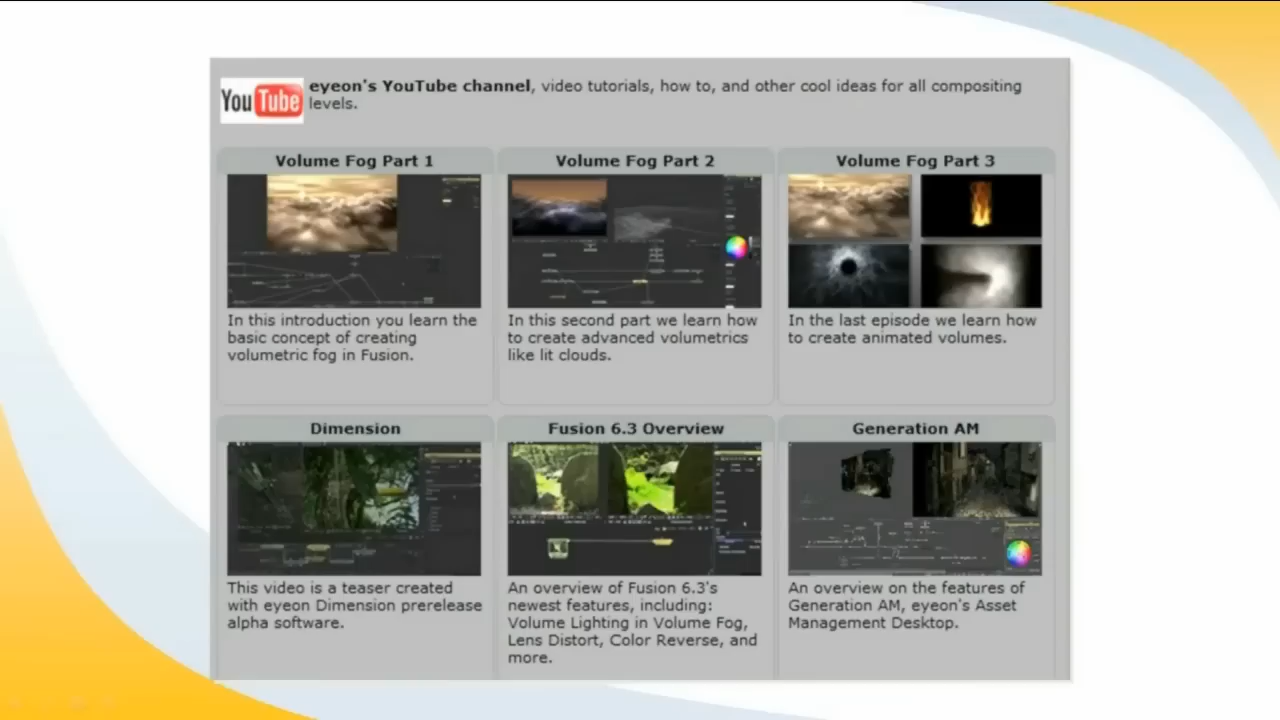 YouTube
eyeon's YouTube channel, video tutorials, how to, and other cool ideas for all compositing
levels.
Volume Fog Part 1
Volume Fog Part 2
Volume Fog Part 3
In this introduction you learn the
basic concept of creating
volumetric fog in Fusion.
In this second part we learn how
to create advanced volumetrics
like lit clouds.
In the last episode we learn how
to create animated volumes.
Dimension
Fusion 6.3 Overview
Generation AM
This video is a teaser created
with eyeon Dimension prerelease
alpha software.
An overview of Fusion 6.3's
newest features, including:
Volume Lighting in Volume Fog,
Lens Distort, Color Reverse, and
more.
An overview on the features of
Generation AM, eyeon's Asset
Management Desktop.